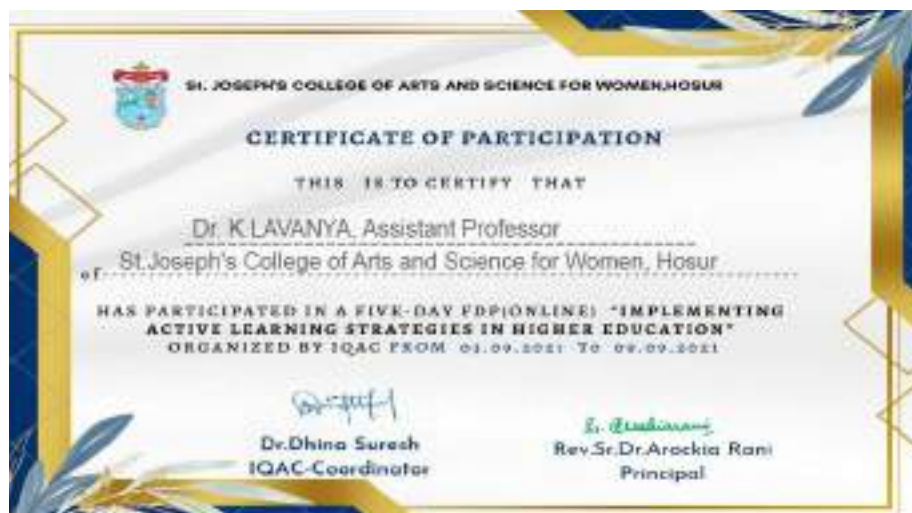 St. JOSEPH'S COLLEGE OF ARTS AND SCIENCE FOR WOMEN,HOSUR
CERTIFICATE OF PARTICIPATION
THIS IS TO CERTIFY THAT
Dr. K.LAVANYA, Assistant Professor
of St.Joseph's College of Arts and Science for Women, Hosur
HAS PARTICIPATED IN A FIVE-DAY FDP(ONLINE) "IMPLEMENTING
ACTIVE LEARNING STRATEGIES IN HIGHER EDUCATION"
ORGANIZED BY IQAC FROM 03.09.2021 To 09.09.2021
Dr.Dhina Suresh
IQAC-Coordinator
Rev.Sr.Dr.Arockia Rani
Principal